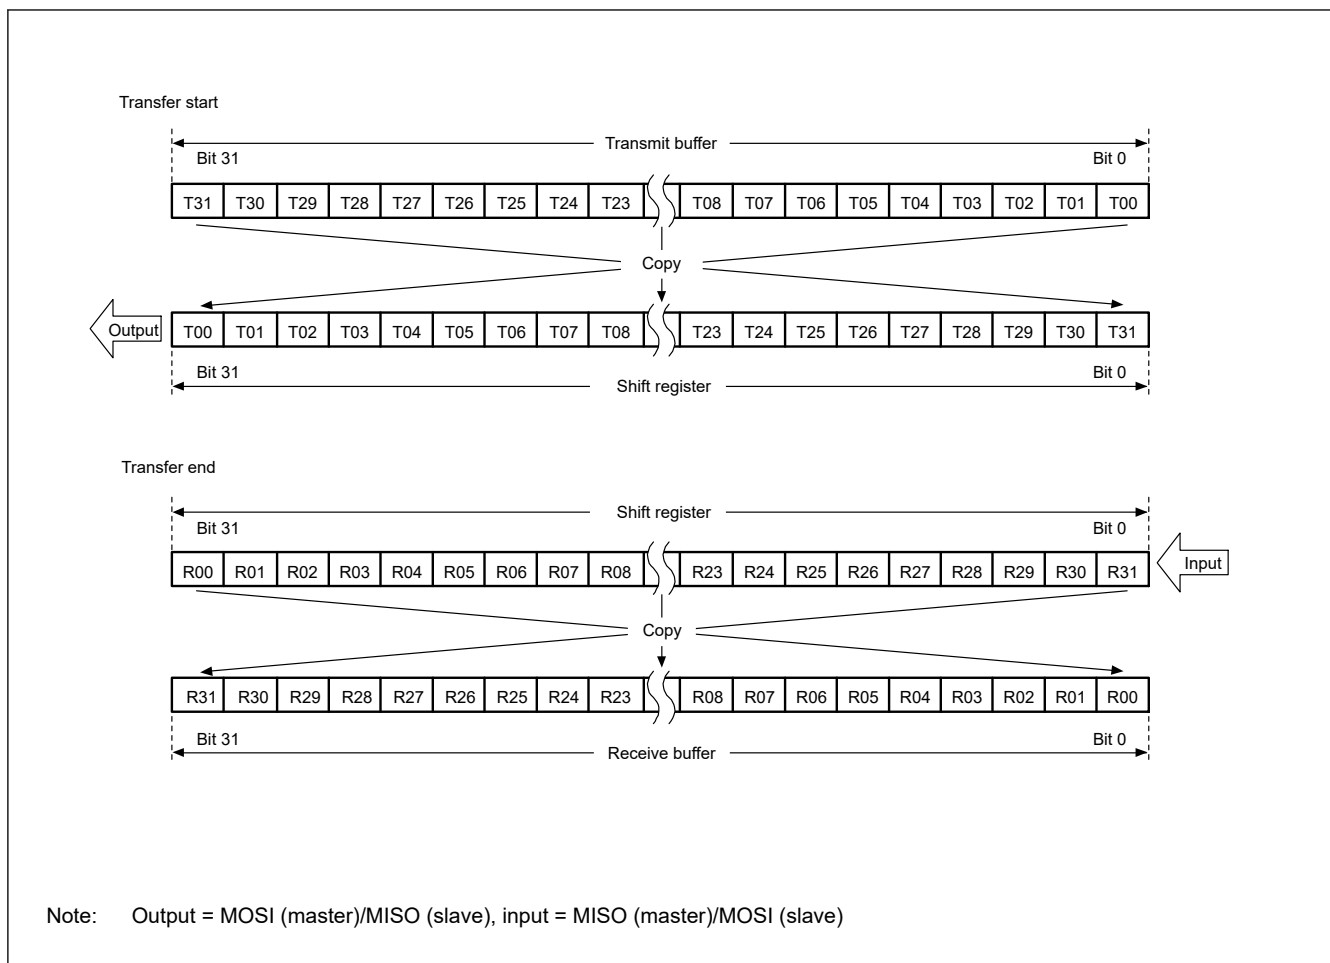 Transfer start
Transmit buffer
Bit 31 Bit 0
T31 T30 T29 T28 T27 T26 T25 T24 T23 T08 T07 T06 T05 T04 T03 T02 T01 T00
Copy
Output T00 T01 T02 T03 T04 T05 T06 T07 T08 T23 T24 T25 T26 T27 T28 T29 T30 T31
Bit 31 Bit 0
Shift register
Transfer end
Shift register
Bit 31 Bit 0
R00 R01 R02 R03 R04 R05 R06 R07 R08 R23 R24 R25 R26 R27 R28 R29 R30 R31 Input
Copy
R31 R30 R29 R28 R27 R26 R25 R24 R23 R08 R07 R06 R05 R04 R03 R02 R01 R00
Bit 31 Bit 0
Receive buffer
Note: Output = MOSI (master)/MISO (slave), input = MISO (master)/MOSI (slave)